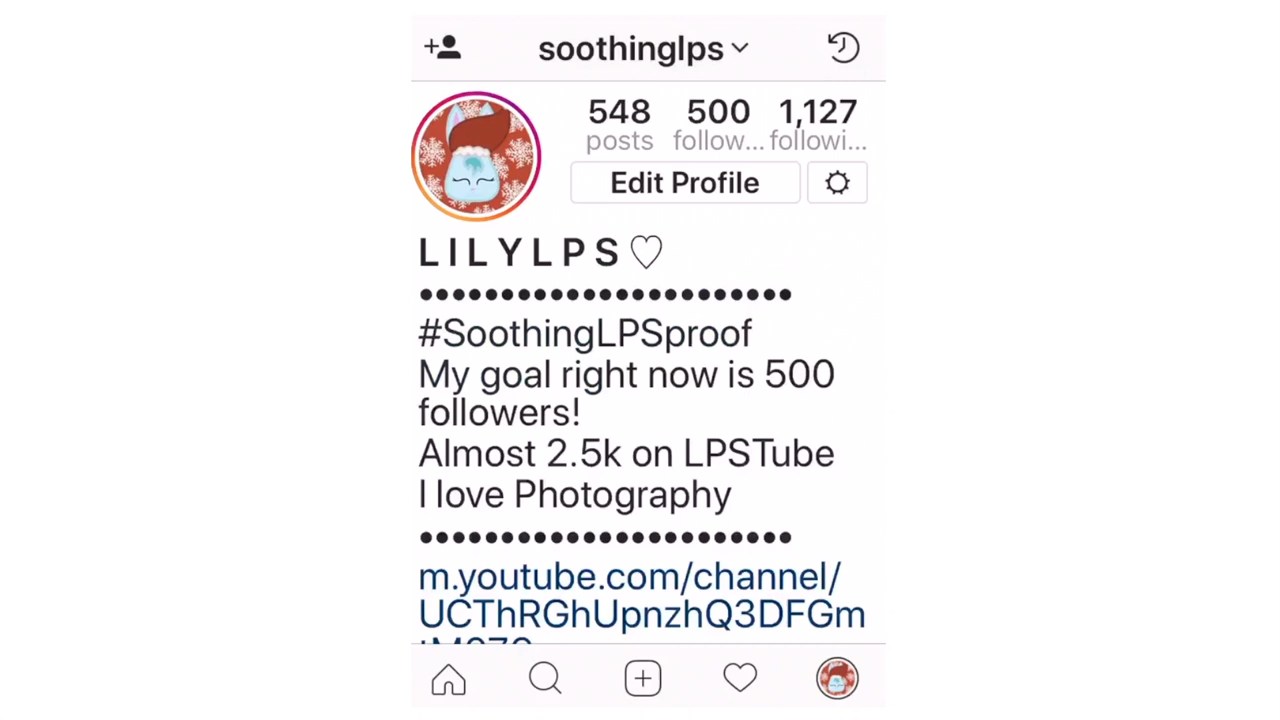 soothinglps
548 500 1,127
posts follow... followi...
Edit Profile
L I L Y L P S ♡
•••••••••••••••••••••••
#SoothingLPSproof
My goal right now is 500
followers!
Almost 2.5k on LPSTube
I love Photography
•••••••••••••••••••••••
m.youtube.com/channel/
UCThRGhUpnzhQ3DFGm